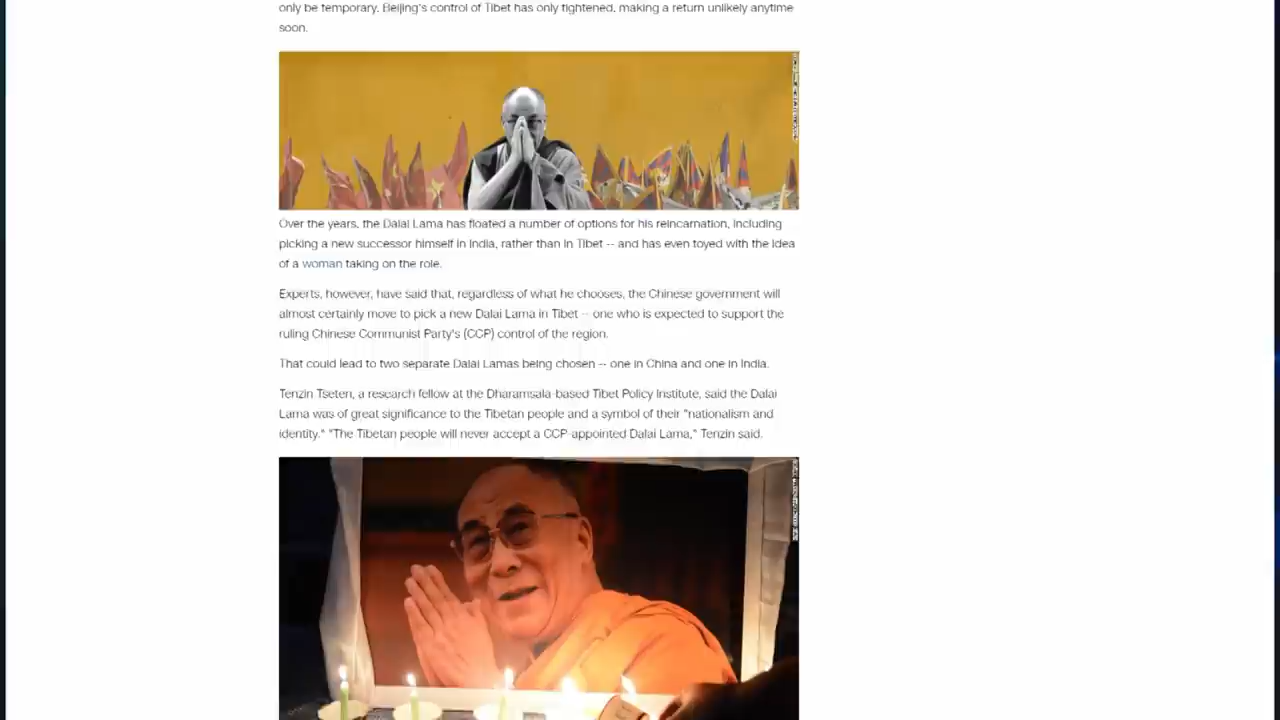 only be temporary, Beijing's control of Tibet has only tightened, making a return unlikely anytime
soon.
Over the years, the Dalai Lama has floated a number of options for his reincarnation, including
picking a new successor himself in India, rather than in Tibet -- and has even toyed with the idea
of a woman taking on the role.
Experts, however, have said that, regardless of what he chooses, the Chinese government will
almost certainly move to pick a new Dalai Lama in Tibet -- one who is expected to support the
ruling Chinese Communist Party's (CCP) control of the region.
That could lead to two separate Dalai Lamas being chosen -- one in China and one in India.
Tenzin Tseten, a research fellow at the Dharamsala-based Tibet Policy Institute, said the Dalai
Lama was of great significance to the Tibetan people and a symbol of their "nationalism and
identity." "The Tibetan people will never accept a CCP-appointed Dalai Lama," Tenzin said.